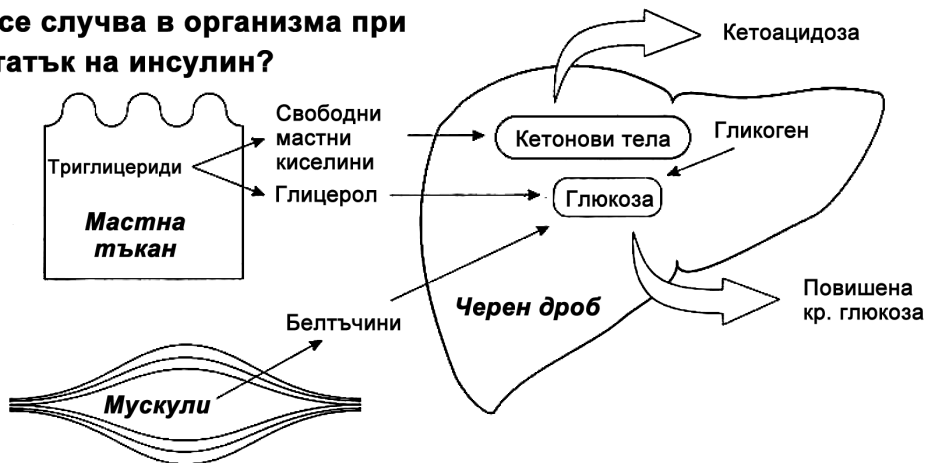 се случва в организма при
татък на инсулин?
Кетоацидоза
Свободни
мастни
киселини
Кетонови тела
Гликоген
Триглицериди
Глицерол
Глюкоза
Мастна
тъкан
Белтъчини
Черен дроб
Повишена
кр. глюкоза
Мускули